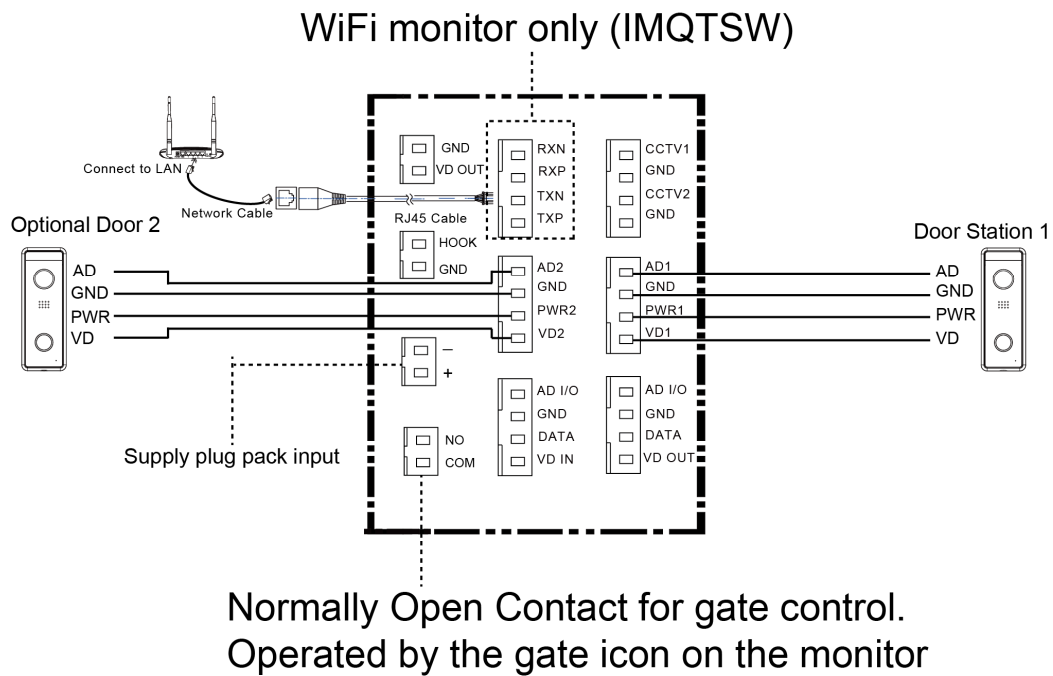 WiFi monitor only (IMQTSW)
Connect to LAN
Network Cable
RJ45 Cable
GND
VD OUT
RXN
RXP
TXN
TXP
CCTV1
GND
CCTV2
GND
HOOK
GND
Optional Door 2
AD
GND
PWR
VD
AD2
GND
PWR2
VD2
AD1
GND
PWR1
VD1
Door Station 1
AD
GND
PWR
VD
–
+
Supply plug pack input
NO
COM
AD I/O
GND
DATA
VD IN
AD I/O
GND
DATA
VD OUT
Normally Open Contact for gate control.
Operated by the gate icon on the monitor